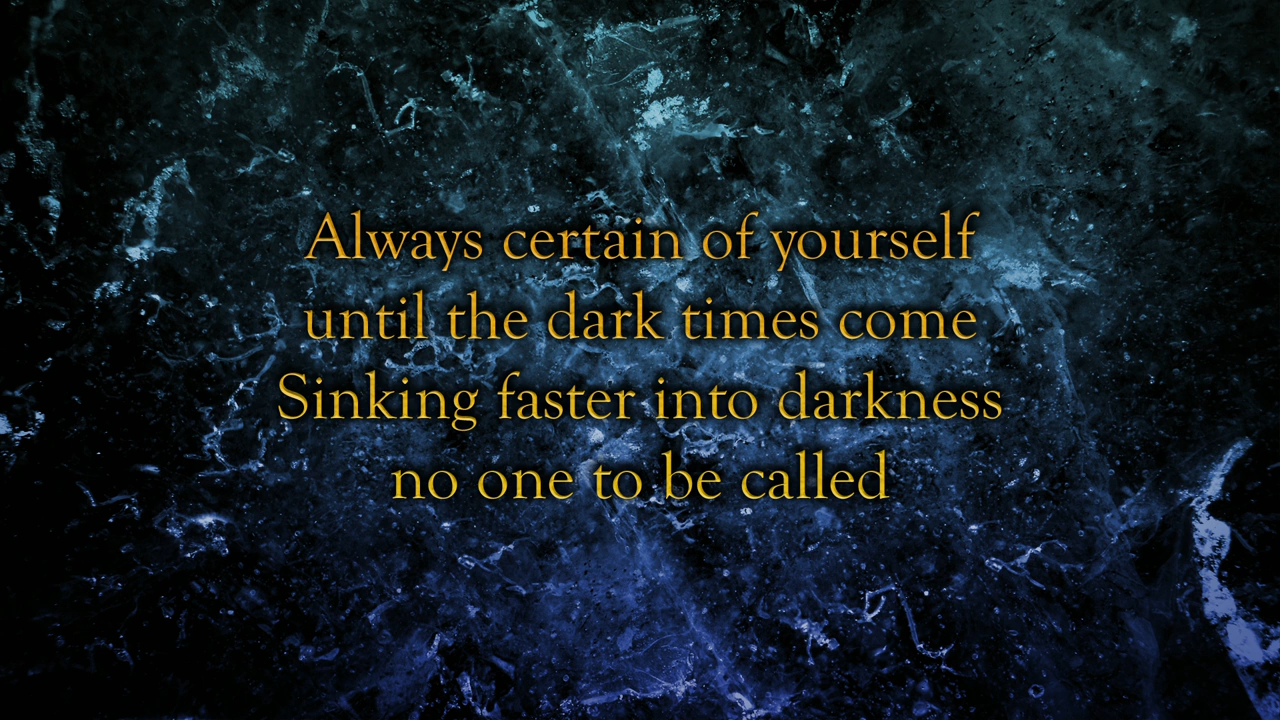 Always certain of yourself
until the dark times come
Sinking faster into darkness
no one to be called